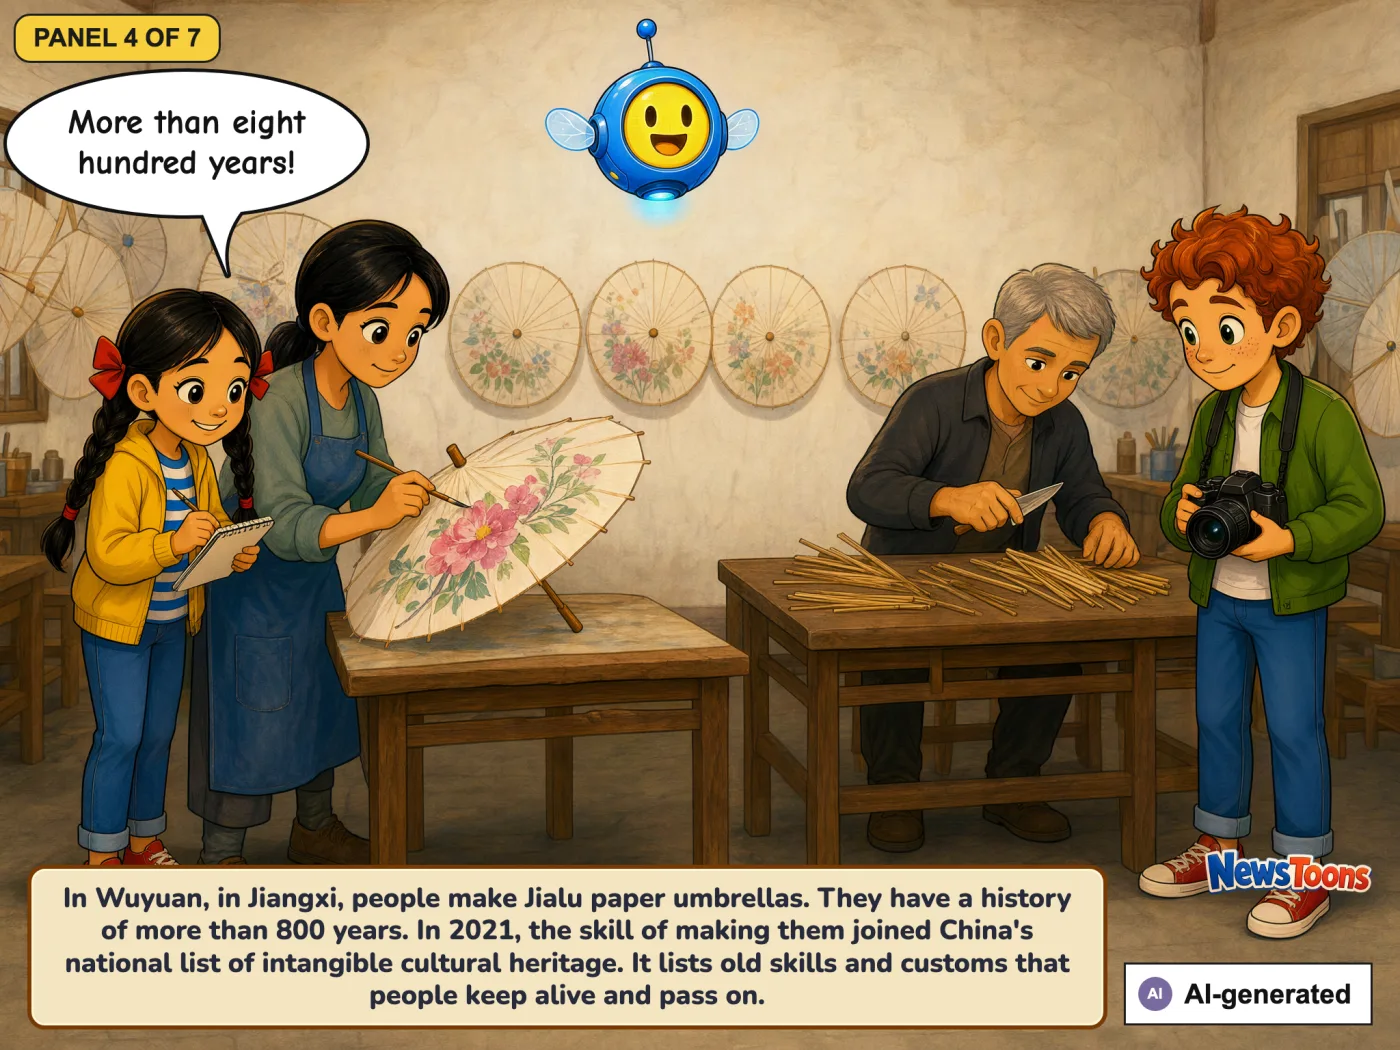 PANEL 4 OF 7
More than eight
hundred years!
In Wuyuan, in Jiangxi, people make Jialu paper umbrellas. They have a history
of more than 800 years. In 2021, the skill of making them joined China's
national list of intangible cultural heritage. It lists old skills and customs that
people keep alive and pass on.
NewsToons
AI AI-generated